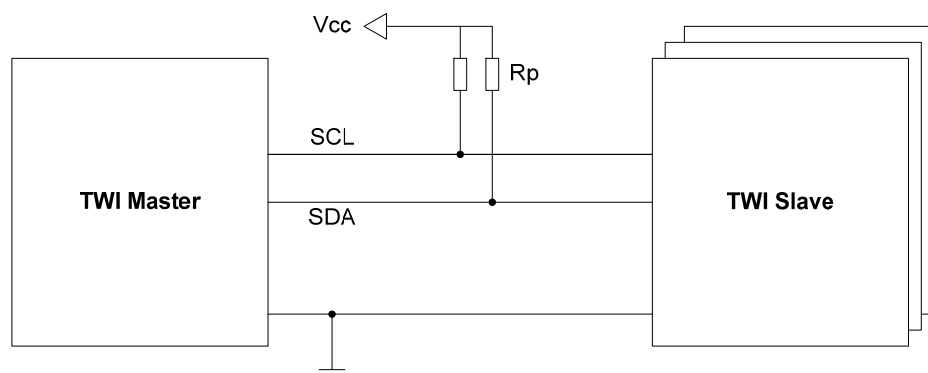 Vcc
Rp
SCL
TWI Master
TWI Slave
SDA